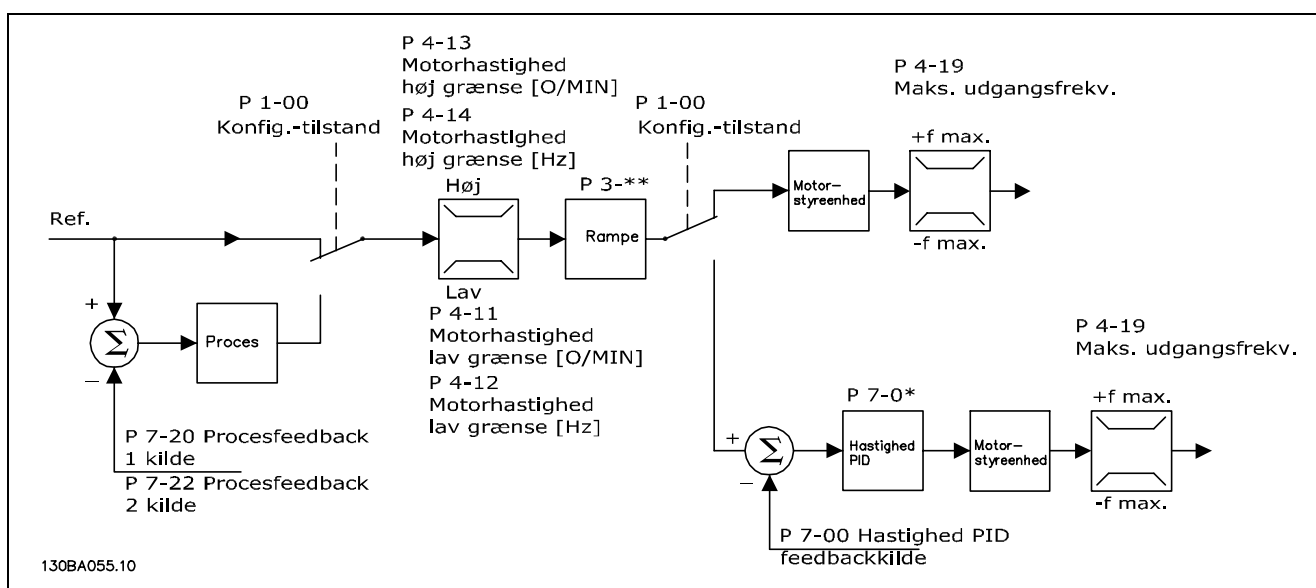 P 4-13
Motorhastighed
høj grænse [O/MIN]
P 4-14
Motorhastighed
høj grænse [Hz]
P 1-00
Konfig.-tilstand
P 1-00
Konfig.-tilstand
P 4-19
Maks. udgangsfrekv.
+f max.
Høj
P 3-**
Motor-
styreenhed
Ref.
Rampe
-f max.
Lav
+
Σ
−
Proces
P 4-11
Motorhastighed
lav grænse [O/MIN]
P 4-12
Motorhastighed
lav grænse [Hz]
P 7-20 Procesfeedback
1 kilde
P 7-22 Procesfeedback
2 kilde
P 4-19
Maks. udgangsfrekv.
P 7-0*
+f max.
+
Σ
−
Hastighed
PID
Motor-
styreenhed
-f max.
P 7-00 Hastighed PID
feedbackkilde
130BA055.10